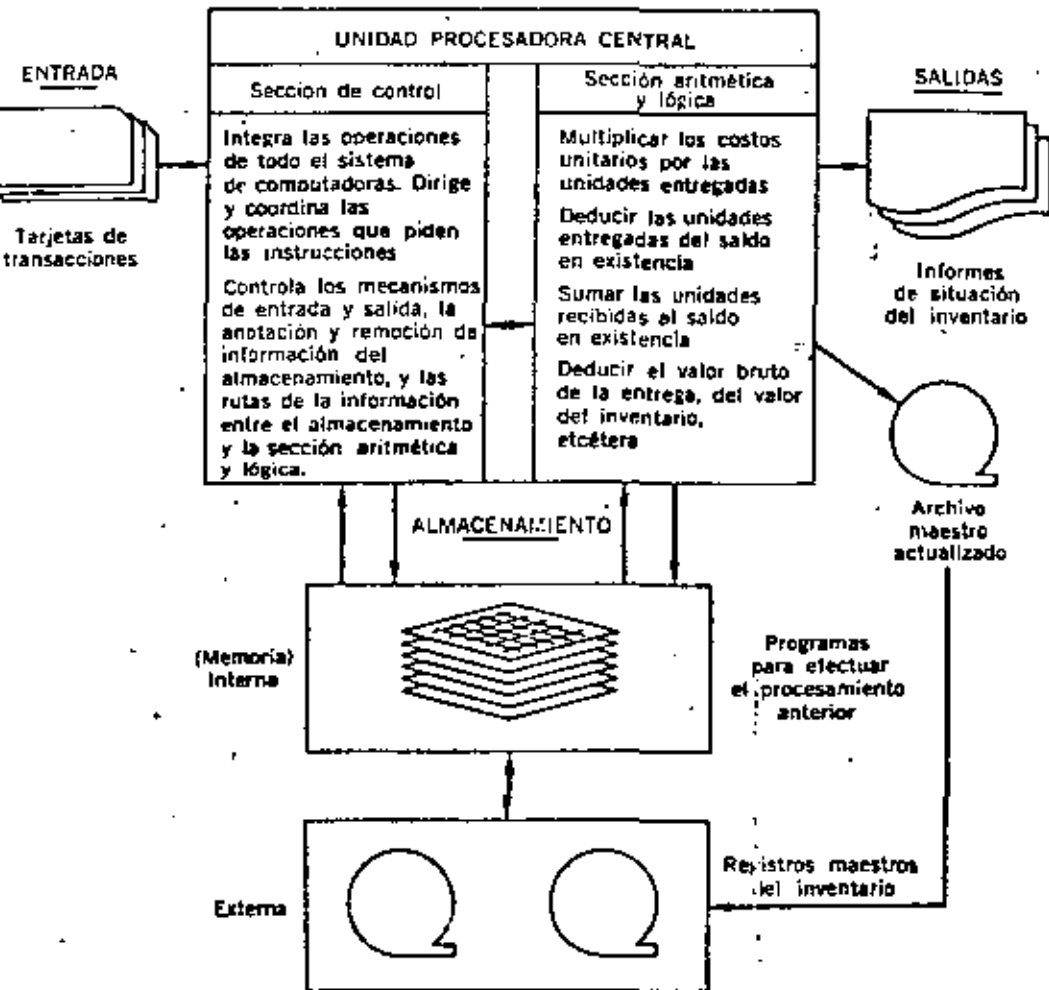 UNIDAD PROCESADORA CENTRAL
ENTRADA
Tarjetas de
transacciones
Sección de control
Integra las operaciones
de todo el sistema
de computadoras. Dirige
y coordina las
operaciones que piden
las instrucciones
Controla los mecanismos
de entrada y salida, la
anotación y remoción de
información del
almacenamiento, y las
rutas de la información
entre el almacenamiento
y la sección aritmética
y lógica.
Sección aritmética
y lógica
Multiplicar los costos
unitarios por las
unidades entregadas
Deducir las unidades
entregadas del saldo
en existencia
Sumar las unidades
recibidas al saldo
en existencia
Deducir el valor bruto
de la entrega, del valor
del inventario,
etcétera
SALIDAS
Informes
de situación
del inventario
Archivo
maestro
actualizado
ALMACENAMIENTO
(Memoria)
Interna
Programas
para efectuar
el procesamiento
anterior
Externa
Registros maestros
del inventario